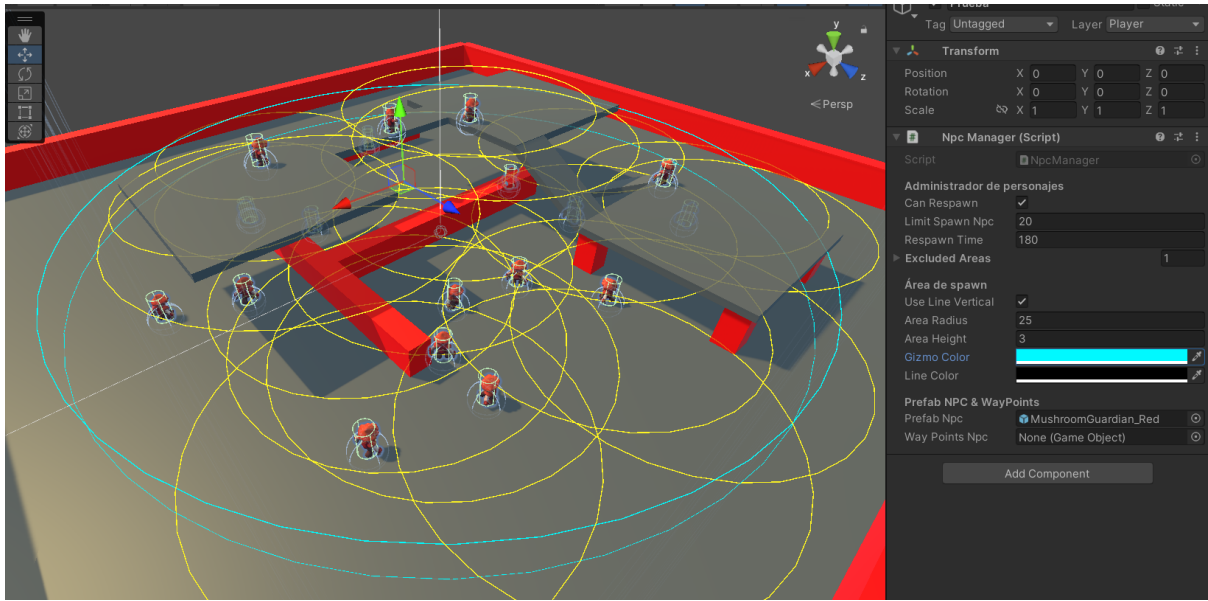 Prueba
Static
Tag Untagged Layer Player
Transform
Position X 0 Y 0 Z 0
Rotation X 0 Y 0 Z 0
Scale X 1 Y 1 Z 1
Npc Manager (Script)
Script NpcManager
Administrador de personajes
Can Respawn
Limit Spawn Npc 20
Respawn Time 180
Excluded Areas 1
Área de spawn
Use Line Vertical
Area Radius 25
Area Height 3
Gizmo Color
Line Color
Prefab NPC & WayPoints
Prefab Npc MushroomGuardian_Red
Way Points Npc None (Game Object)
Add Component
y
x
z
Persp